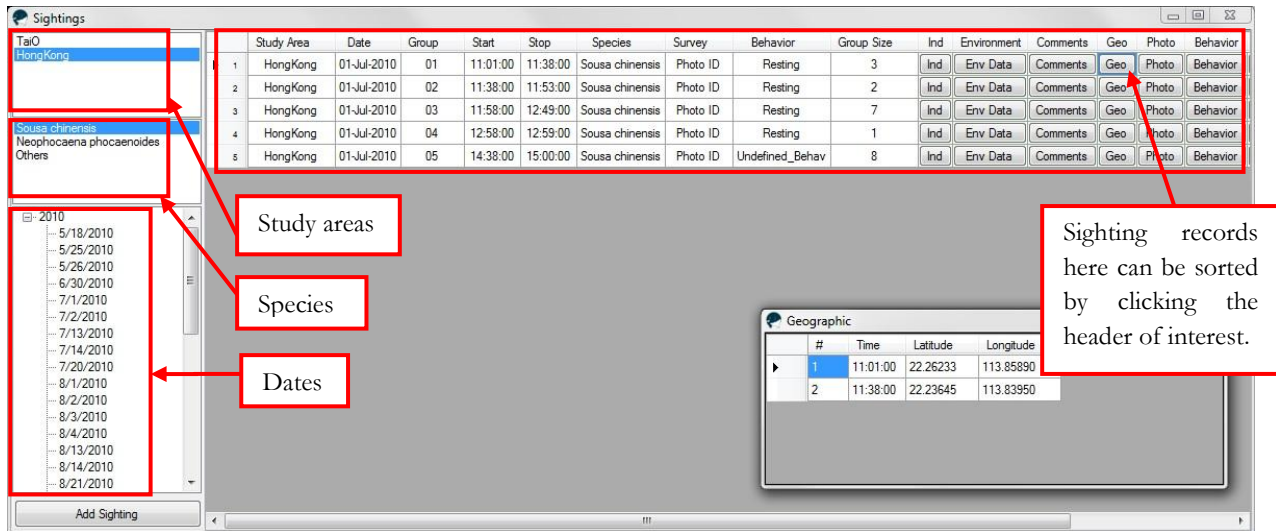 Sightings
TaiO
HongKong
Sousa chinensis
Neophocaena phocaenoides
Others
2010
5/18/2010
5/25/2010
5/26/2010
6/30/2010
7/1/2010
7/2/2010
7/13/2010
7/14/2010
7/20/2010
8/1/2010
8/2/2010
8/3/2010
8/4/2010
8/13/2010
8/14/2010
8/21/2010
Add Sighting
Study Area Date Group Start Stop Species Survey Behavior Group Size Ind Environment Comments Geo Photo Behavior
1 HongKong 01-Jul-2010 01 11:01:00 11:38:00 Sousa chinensis Photo ID Resting 3 Ind Env Data Comments Geo Photo Behavior
2 HongKong 01-Jul-2010 02 11:38:00 11:53:00 Sousa chinensis Photo ID Resting 2 Ind Env Data Comments Geo Photo Behavior
3 HongKong 01-Jul-2010 03 11:58:00 12:49:00 Sousa chinensis Photo ID Resting 7 Ind Env Data Comments Geo Photo Behavior
4 HongKong 01-Jul-2010 04 12:58:00 12:59:00 Sousa chinensis Photo ID Resting 1 Ind Env Data Comments Geo Photo Behavior
5 HongKong 01-Jul-2010 05 14:38:00 15:00:00 Sousa chinensis Photo ID Undefined_Behav 8 Ind Env Data Comments Geo Photo Behavior
Study areas
Species
Dates
Sighting records
here can be sorted
by clicking the
header of interest.
Geographic
# Time Latitude Longitude
1 11:01:00 22.26233 113.85890
2 11:38:00 22.23645 113.83950